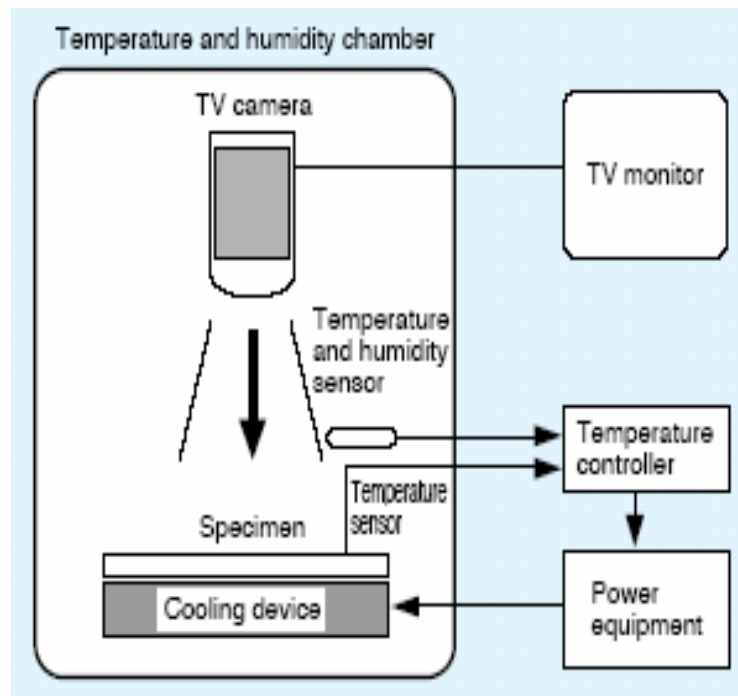 Temperature and humidity chamber
TV camera
TV monitor
Temperature
and humidity
sensor
Temperature
controller
Temperature
sensor
Specimen
Cooling device
Power
equipment